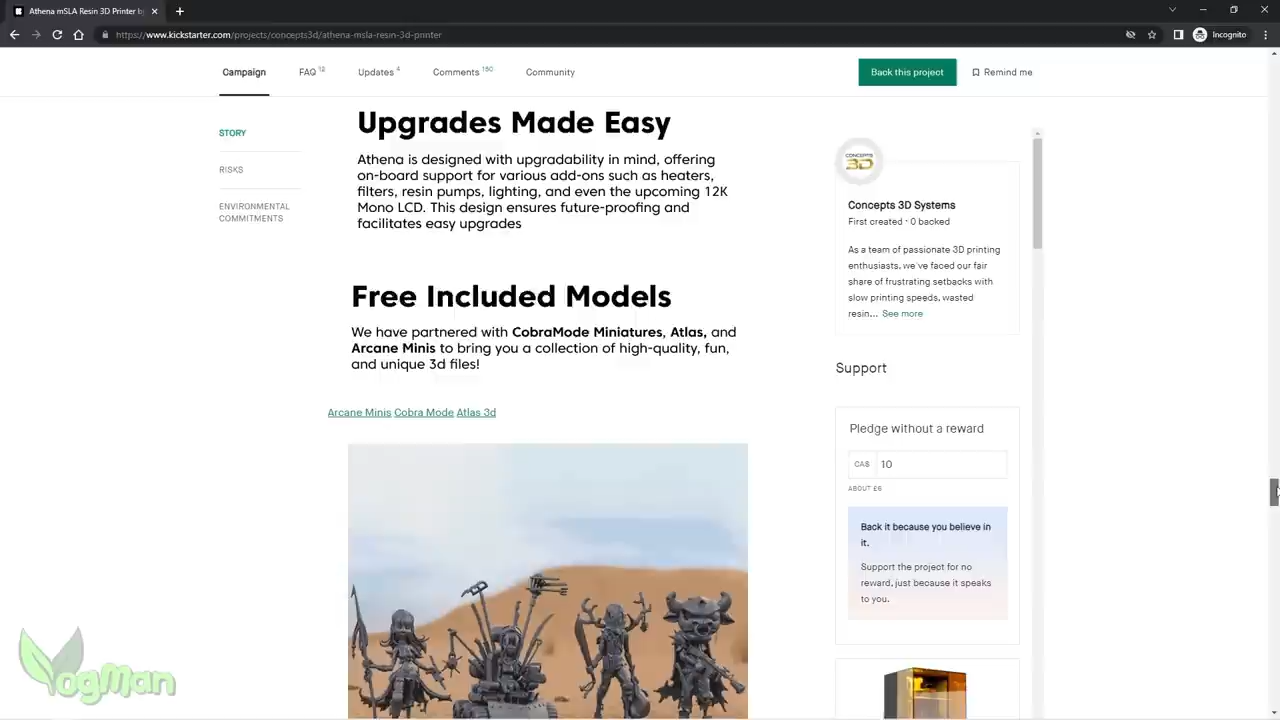 Athena mSLA Resin 3D Printer b
https://www.kickstarter.com/projects/concepts3d/athena-msla-resin-3d-printer
Incognito
Campaign
FAQ 12
Updates 4
Comments 160
Community
Back this project
Remind me
STORY
RISKS
ENVIRONMENTAL
COMMITMENTS
Upgrades Made Easy
Athena is designed with upgradability in mind, offering
on-board support for various add-ons such as heaters,
filters, resin pumps, lighting, and even the upcoming 12K
Mono LCD. This design ensures future-proofing and
facilitates easy upgrades
Free Included Models
We have partnered with CobraMode Miniatures, Atlas, and
Arcane Minis to bring you a collection of high-quality, fun,
and unique 3d files!
Arcane Minis Cobra Mode Atlas 3d
CONCEPTS
3D
Concepts 3D Systems
First created · 0 backed
As a team of passionate 3D printing
enthusiasts, we've faced our fair
share of frustrating setbacks with
slow printing speeds, wasted
resin... See more
Support
Pledge without a reward
CA$ 10
ABOUT £6
Back it because you believe in
it.
Support the project for no
reward, just because it speaks
to you.
YogMan